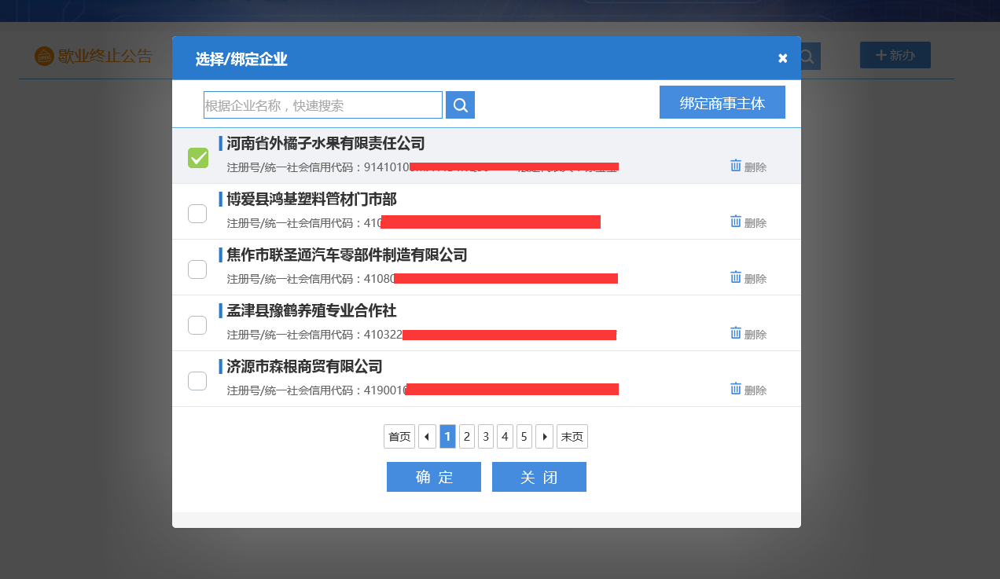 歇业终止公告
新办
选择/绑定企业
根据企业名称，快速搜索
绑定商事主体
河南省外橘子水果有限责任公司
注册号/统一社会信用代码：9141010
删除
博爱县鸿基塑料管材门市部
注册号/统一社会信用代码：410
删除
焦作市联圣通汽车零部件制造有限公司
注册号/统一社会信用代码：41080
删除
孟津县豫鹤养殖专业合作社
注册号/统一社会信用代码：410322
删除
济源市森根商贸有限公司
注册号/统一社会信用代码：419001
删除
首页 1 2 3 4 5 末页
确 定 关 闭